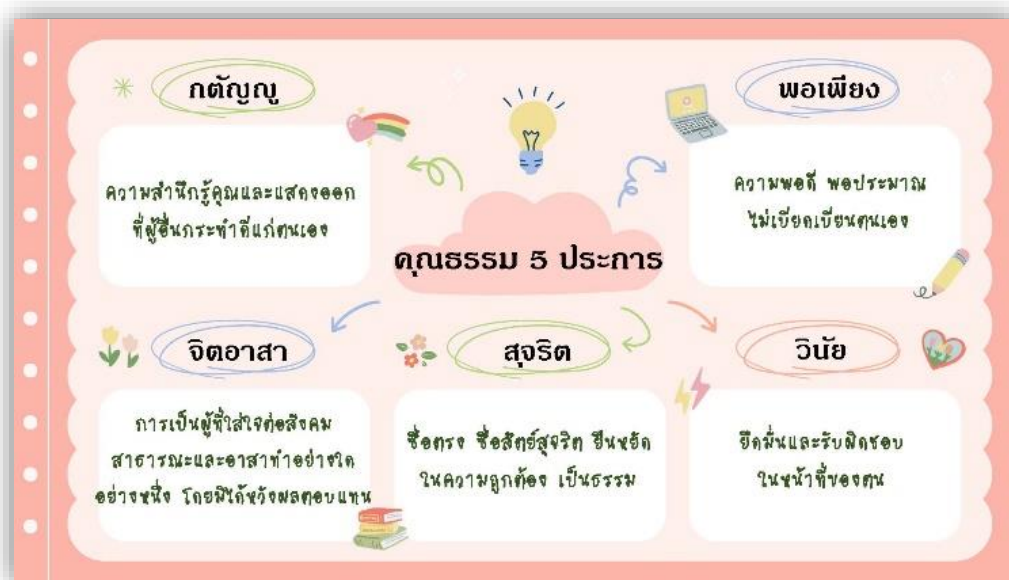 กตัญญู
ความสำนึกรู้คุณและแสดงออก
ที่ผู้อื่นกระทำดีแก่ตนเอง
พอเพียง
ความพอดี พอประมาณ
ไม่เบียดเบียนตนเอง
คุณธรรม 5 ประการ
จิตอาสา
การเป็นผู้ที่ใส่ใจต่อสังคม
สาธารณะและอาสาทำอย่างใด
อย่างหนึ่ง โดยมิได้หวังผลตอบแทน
สุจริต
ซื่อตรง ซื่อสัตย์สุจริต ยืนหยัด
ในความถูกต้อง เป็นธรรม
วินัย
ยึดมั่นและรับผิดชอบ
ในหน้าที่ของตน